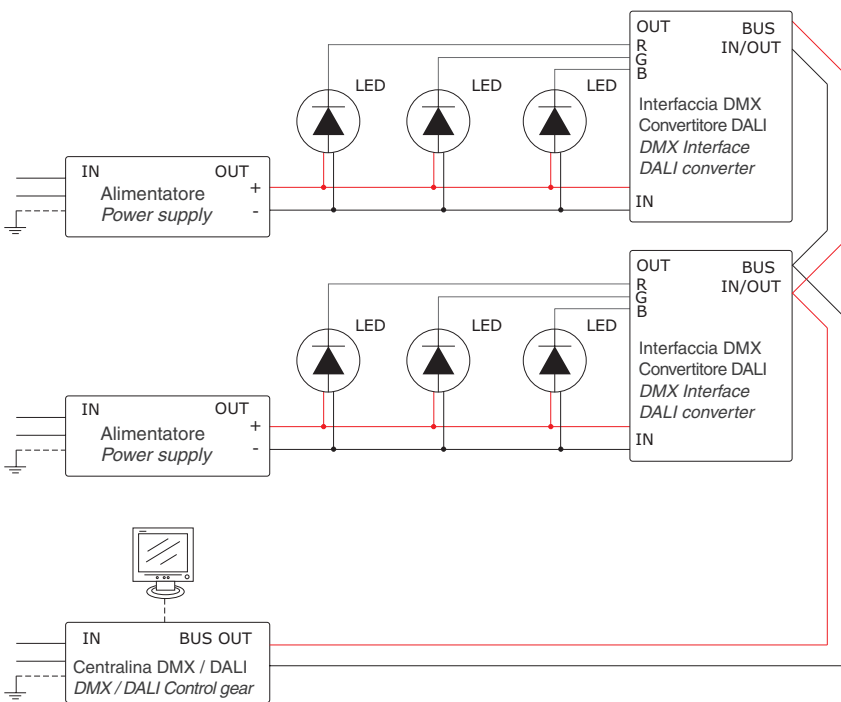 OUT BUS
R IN/OUT
G
B
LED LED LED
Interfaccia DMX
Convertitore DALI
DMX Interface
DALI converter
IN
IN OUT
Alimentatore
Power supply
+
-
OUT BUS
R IN/OUT
G
B
LED LED LED
Interfaccia DMX
Convertitore DALI
DMX Interface
DALI converter
IN
IN OUT
Alimentatore
Power supply
+
-
IN BUS OUT
Centralina DMX / DALI
DMX / DALI Control gear